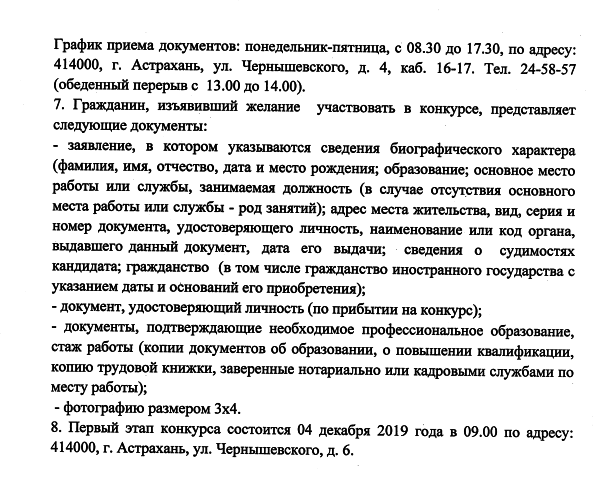 График приема документов: понедельник-пятница, с 08.30 до 17.30, по адресу:
414000, г. Астрахань, ул. Чернышевского, д. 4, каб. 16-17. Тел. 24-58-57
(обеденный перерыв с 13.00 до 14.00).
7. Гражданин, изъявивший желание участвовать в конкурсе, представляет
следующие документы:
- заявление, в котором указываются сведения биографического характера
(фамилия, имя, отчество, дата и место рождения; образование; основное место
работы или службы, занимаемая должность (в случае отсутствия основного
места работы или службы - род занятий); адрес места жительства, вид, серия и
номер документа, удостоверяющего личность, наименование или код органа,
выдавшего данный документ, дата его выдачи; сведения о судимостях
кандидата; гражданство (в том числе гражданство иностранного государства с
указанием даты и оснований его приобретения);
- документ, удостоверяющий личность (по прибытии на конкурс);
- документы, подтверждающие необходимое профессиональное образование,
стаж работы (копии документов об образовании, о повышении квалификации,
копию трудовой книжки, заверенные нотариально или кадровыми службами по
месту работы);
- фотографию размером 3х4.
8. Первый этап конкурса состоится 04 декабря 2019 года в 09.00 по адресу:
414000, г. Астрахань, ул. Чернышевского, д. 6.